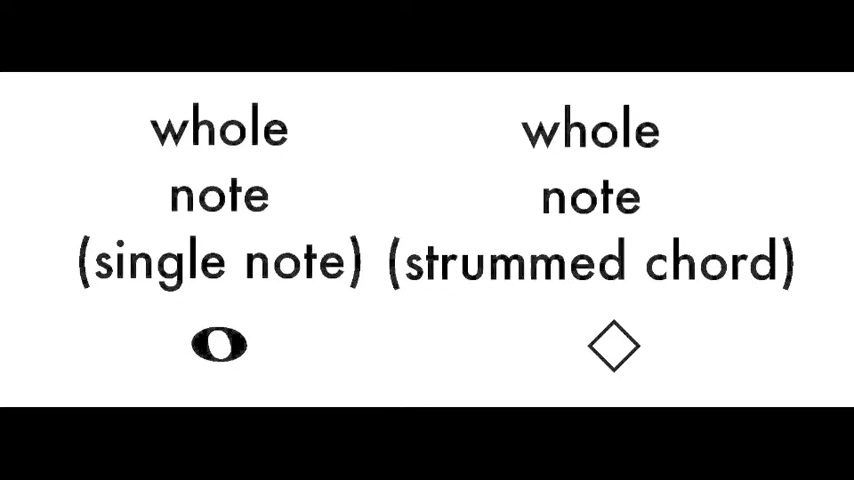 whole
note
(single note)
whole
note
(strummed chord)